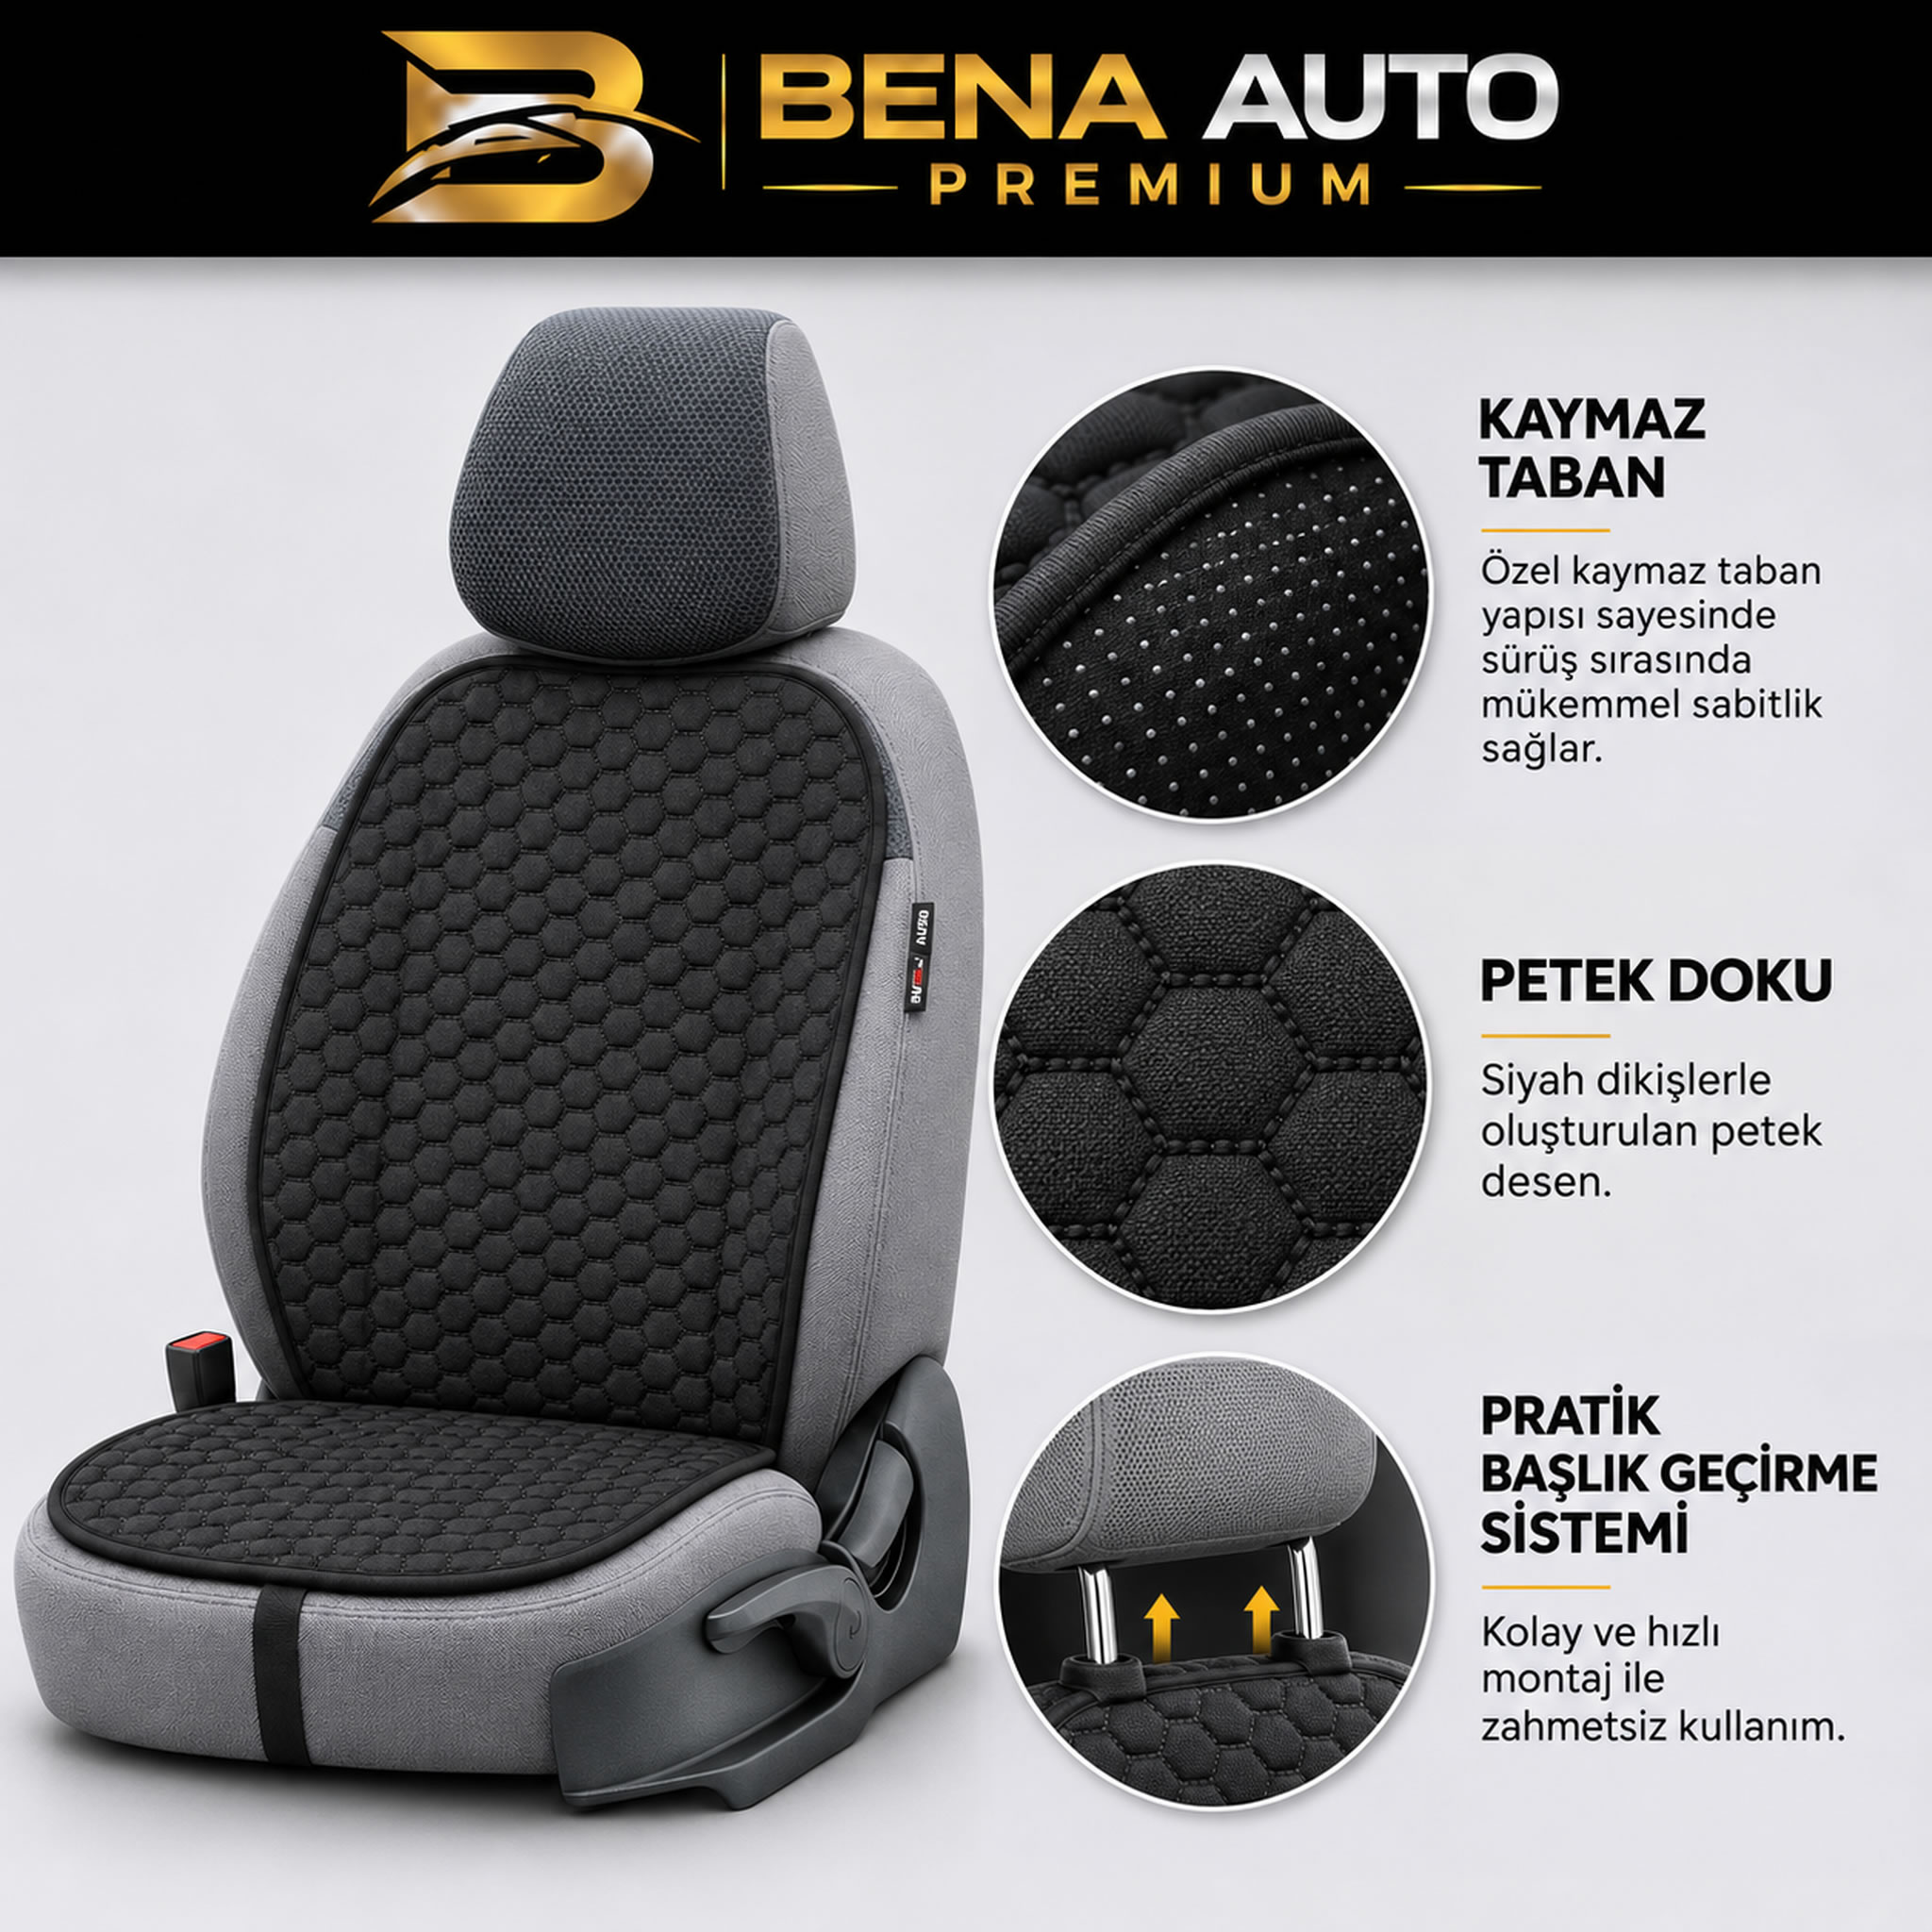 BENA AUTO
PREMIUM
KAYMAZ
TABAN
Özel kaymaz taban
yapısı sayesinde
sürüş sırasında
mükemmel sabitlik
sağlar.
PETEK DOKU
Siyah dikişlerle
oluşturulan petek
desen.
PRATİK
BAŞLIK GEÇİRME
SİSTEMİ
Kolay ve hızlı
montaj ile
zahmetsiz kullanım.